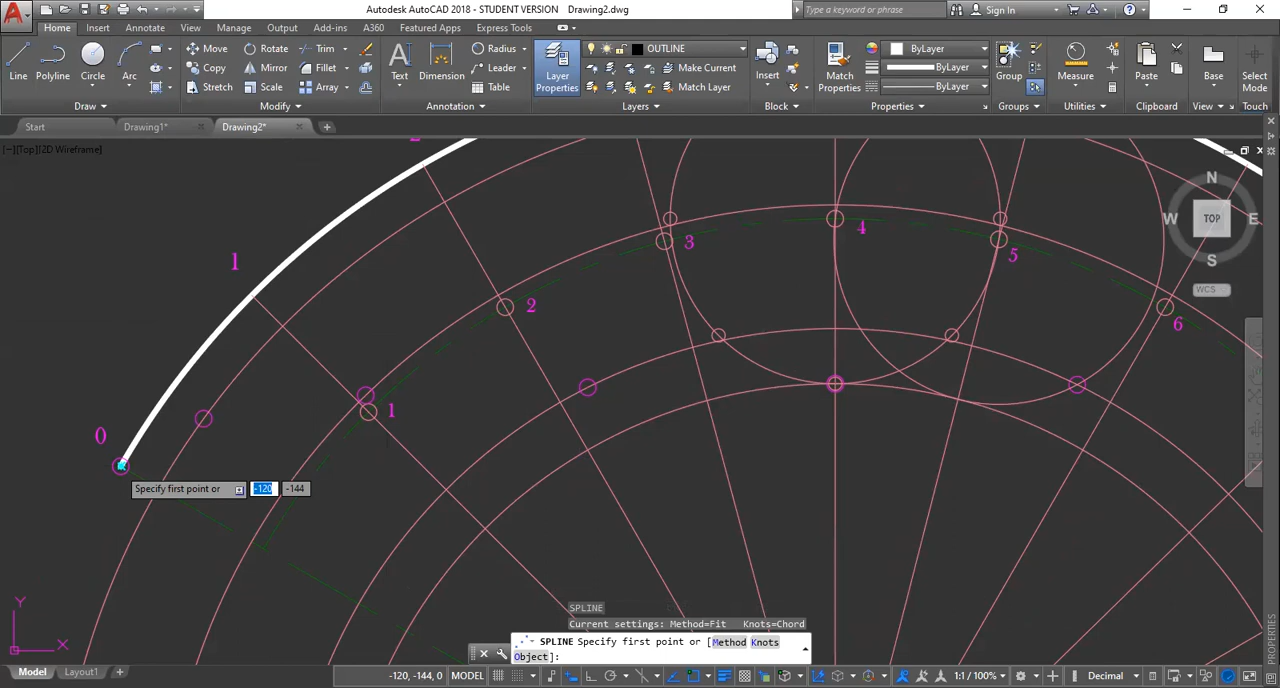 Autodesk AutoCAD 2018 - STUDENT VERSION Drawing2.dwg
Type a keyword or phrase
Sign In
Home Insert Annotate View Manage Output Add-ins A360 Express Tools Featured Apps
Move Rotate Trim
Copy Mirror Fillet
Stretch Scale Array
Line Polyline Circle Arc
Text Dimension
Radius
Leader
Table
Layer Properties
OUTLINE
Make Current
Match Layer
Insert
Match Properties
ByLayer
ByLayer
ByLayer
Group
Measure
Paste
Base
Select Mode
Draw Modify Annotation Layers Block Properties Groups Utilities Clipboard View Touch
Start Drawing1* Drawing2*
[−][Top][2D Wireframe]
N
W TOP E
S
WCS
2
1
3
4
5
2
6
1
0
Specify first point or -120 -144
Y
X
SPLINE
Current settings: Method=Fit Knots=Chord
SPLINE Specify first point or [Method Knots
Object]:
PROPERTIES
Model Layout1
-120, -144, 0 MODEL
1:1 / 100%
Decimal